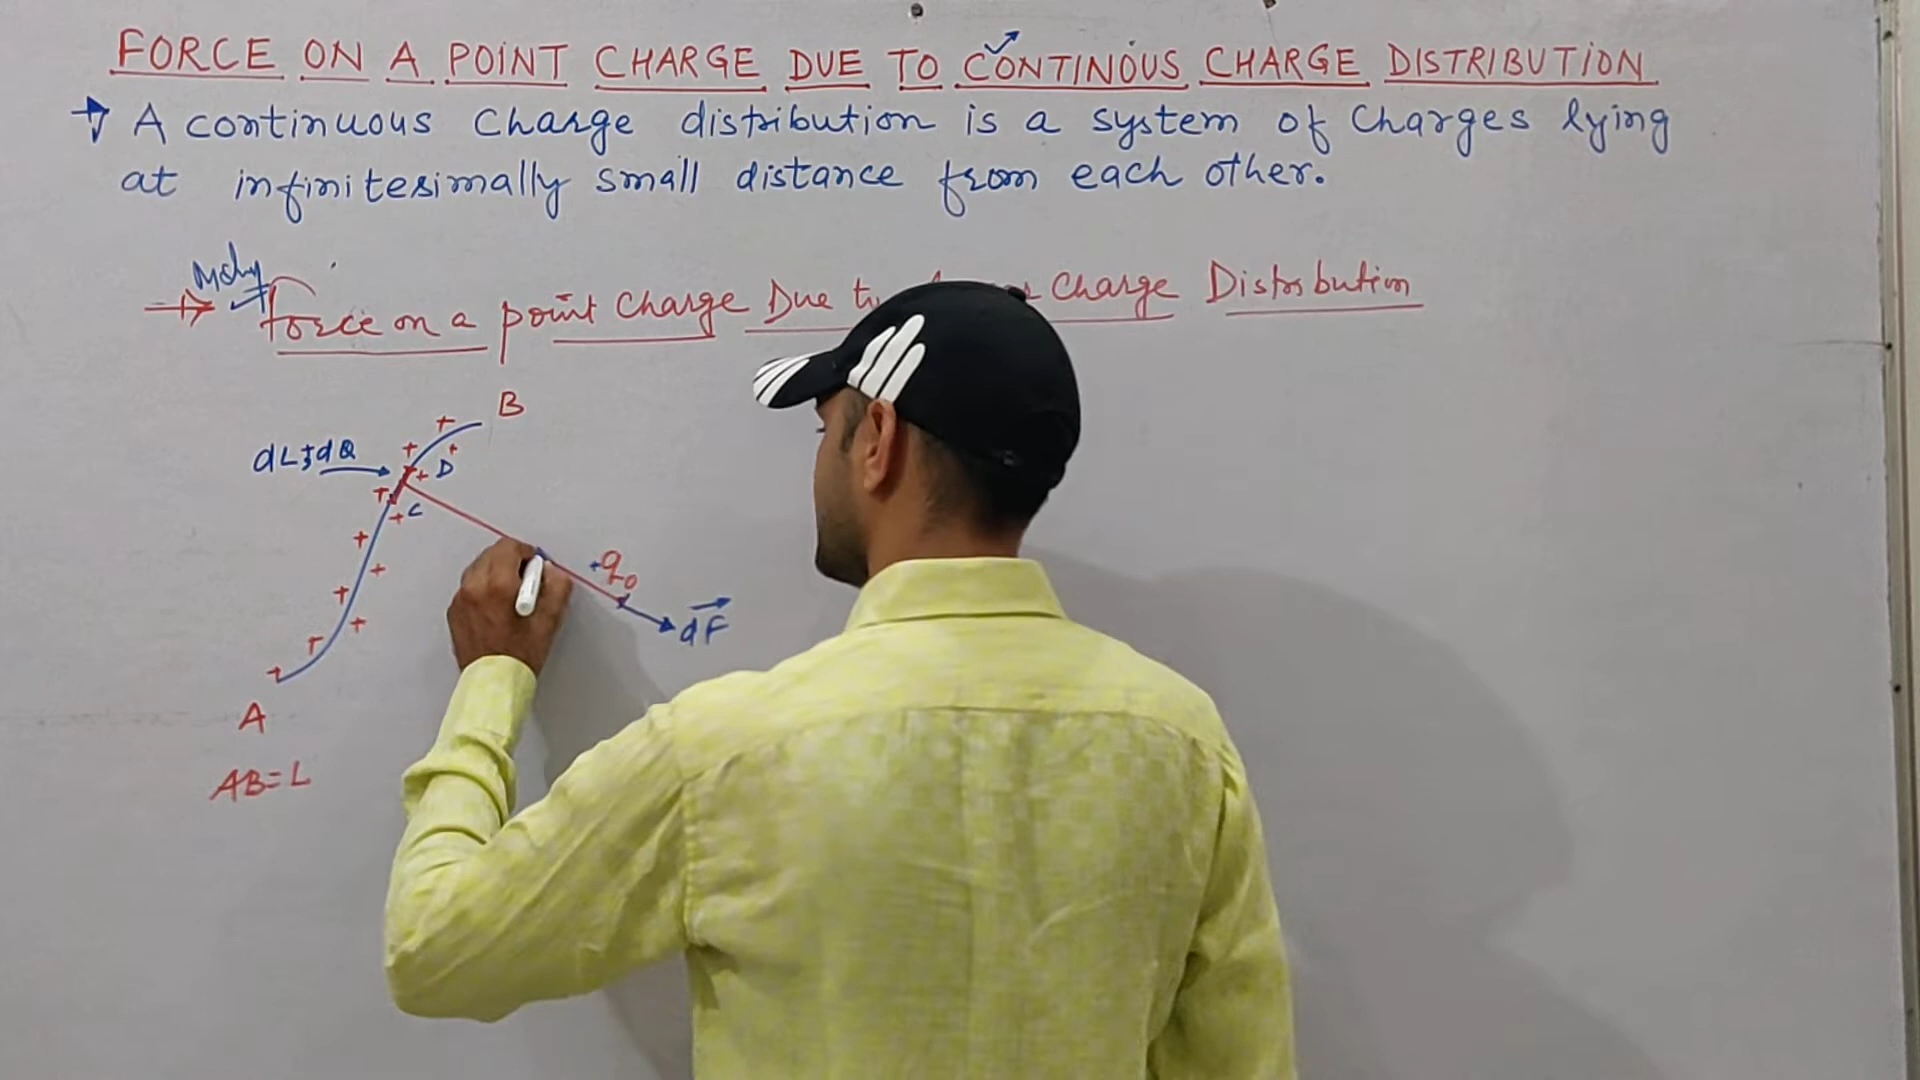 FORCE ON A POINT CHARGE DUE TO CONTINOUS CHARGE DISTRIBUTION
A continuous charge distribution is a system of charges lying
at infinitesimally small distance from each other.
Force on a point Charge Due Charge Distribution
B
dL, dQ
D
C
+q₀
dF
A
AB=L